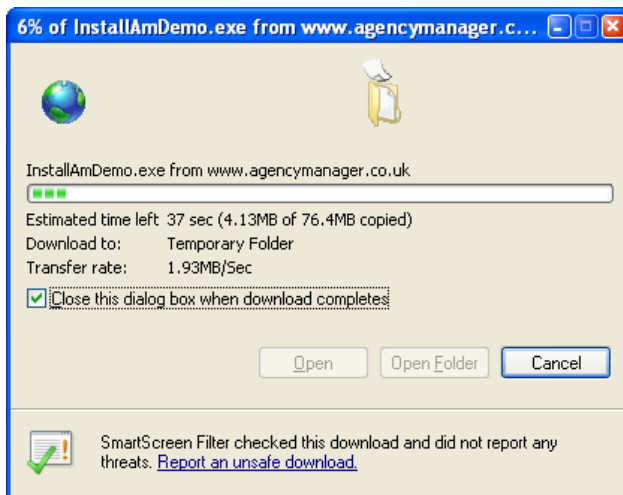 6% of InstallAmDemo.exe from www.agencymanager.c...
InstallAmDemo.exe from www.agencymanager.co.uk
Estimated time left 37 sec (4.13MB of 76.4MB copied)
Download to: Temporary Folder
Transfer rate: 1.93MB/Sec
Close this dialog box when download completes
Open Open Folder Cancel
SmartScreen Filter checked this download and did not report any
threats. Report an unsafe download.